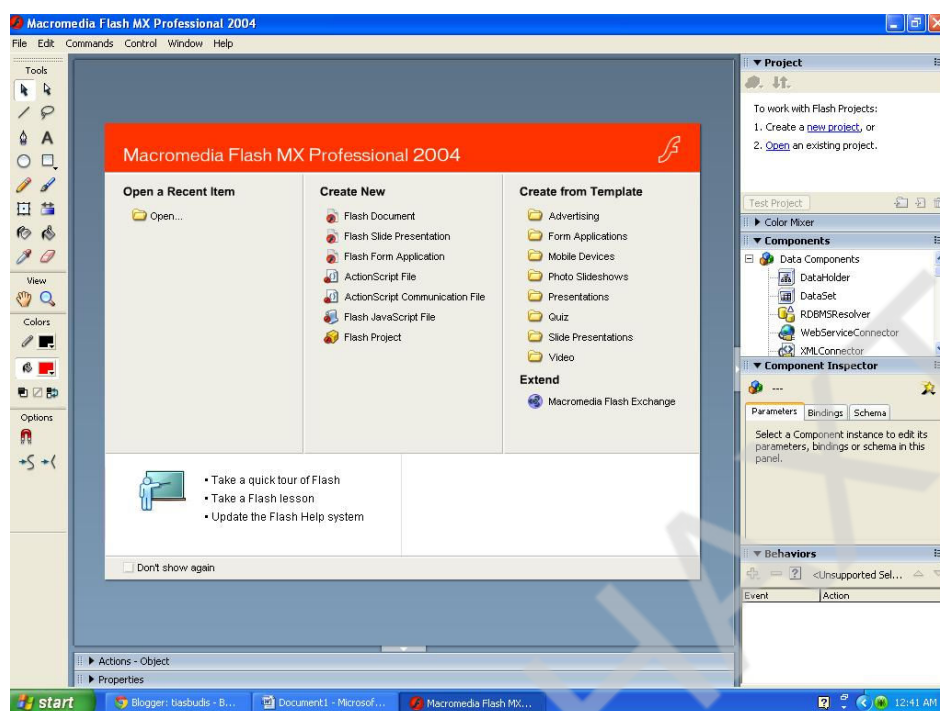 Macromedia Flash MX Professional 2004
File Edit Commands Control Window Help
Tools
View
Colors
Options
Macromedia Flash MX Professional 2004
Open a Recent Item
Open...
Create New
Flash Document
Flash Slide Presentation
Flash Form Application
ActionScript File
ActionScript Communication File
Flash JavaScript File
Flash Project
Create from Template
Advertising
Form Applications
Mobile Devices
Photo Slideshows
Presentations
Quiz
Slide Presentations
Video
Extend
Macromedia Flash Exchange
• Take a quick tour of Flash
• Take a Flash lesson
• Update the Flash Help system
Don't show again
Actions - Object
Properties
Project
To work with Flash Projects:
1. Create a new project, or
2. Open an existing project.
Test Project
Color Mixer
Components
Data Components
DataHolder
DataSet
RDBMSResolver
WebServiceConnector
XMLConnector
Component Inspector
---
Parameters Bindings Schema
Select a Component instance to edit its
parameters, bindings or schema in this
panel.
Behaviors
<Unsupported Sel...
Event Action
start
Blogger: tiasbudis - B...
Document1 - Microsof...
Macromedia Flash MX...
12:41 AM